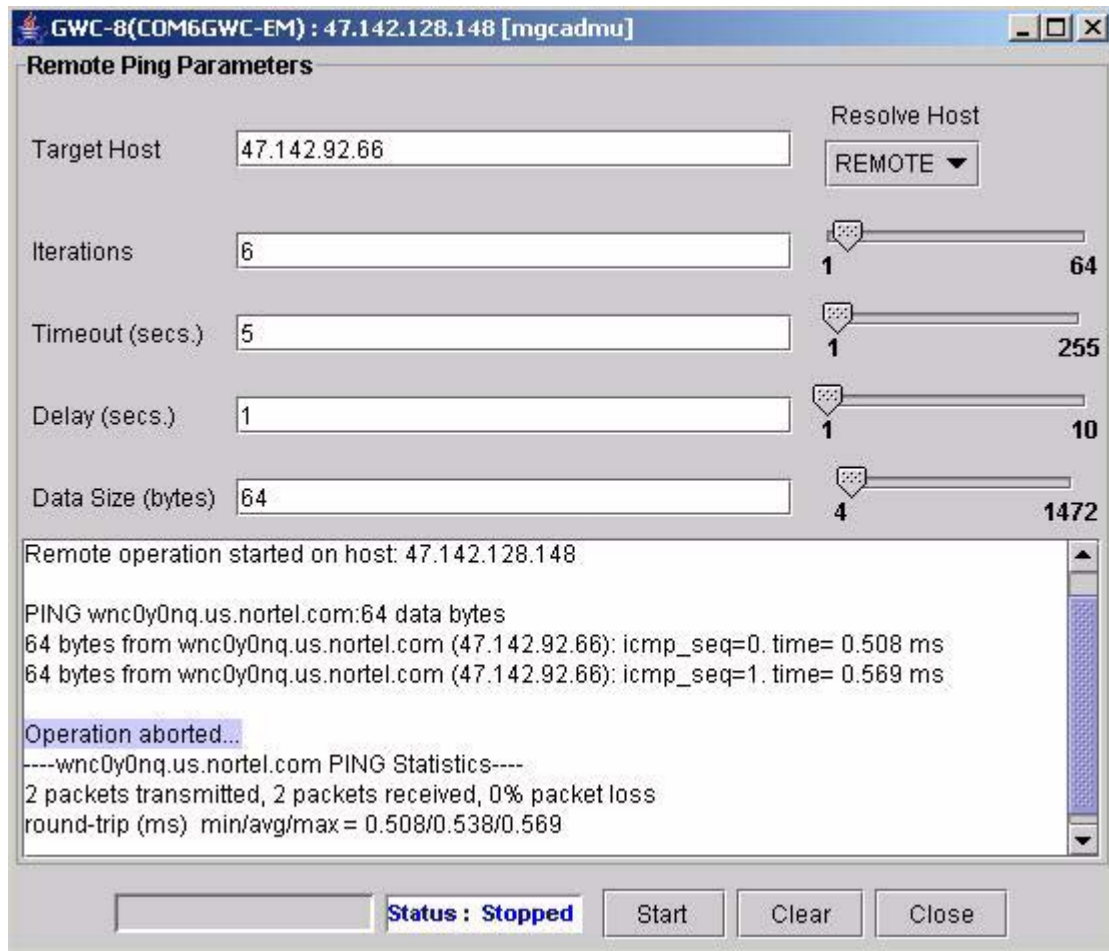 GWC-8(COM6GWC-EM) : 47.142.128.148 [mgcadmu]
Remote Ping Parameters
Resolve Host
Target Host 47.142.92.66 REMOTE
Iterations 6
1 64
Timeout (secs.) 5
1 255
Delay (secs.) 1
1 10
Data Size (bytes) 64
4 1472
Remote operation started on host: 47.142.128.148
PING wnc0y0nq.us.nortel.com:64 data bytes
64 bytes from wnc0y0nq.us.nortel.com (47.142.92.66): icmp_seq=0. time= 0.508 ms
64 bytes from wnc0y0nq.us.nortel.com (47.142.92.66): icmp_seq=1. time= 0.569 ms
Operation aborted...
----wnc0y0nq.us.nortel.com PING Statistics----
2 packets transmitted, 2 packets received, 0% packet loss
round-trip (ms) min/avg/max = 0.508/0.538/0.569
Status : Stopped Start Clear Close